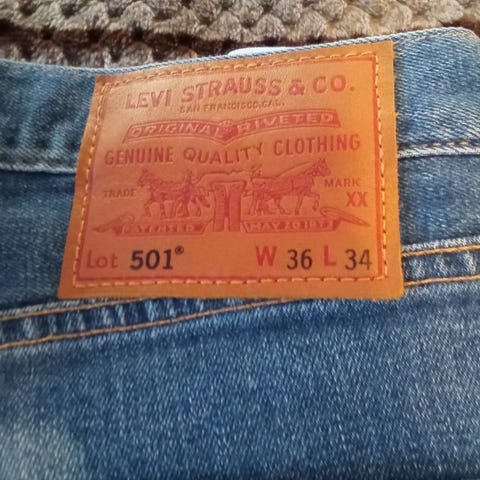 LEVI STRAUSS & CO.
SAN FRANCISCO, CAL.
ORIGINAL RIVETED
GENUINE QUALITY CLOTHING
TRADE MARK
XX
PATENTED MAY 20 1873
Lot 501® W 36 L 34